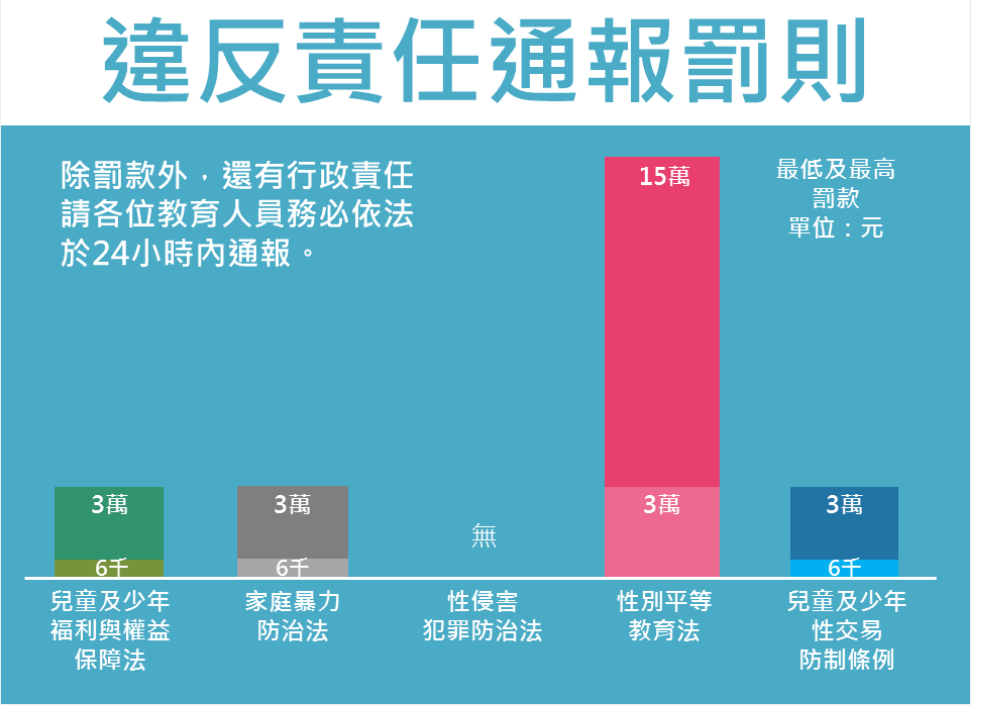 違反責任通報罰則
除罰款外，還有行政責任
請各位教育人員務必依法
於24小時內通報。
最低及最高
罰款
單位：元
15萬
3萬
3萬
無
3萬
3萬
6千
6千
6千
兒童及少年
福利與權益
保障法
家庭暴力
防治法
性侵害
犯罪防治法
性別平等
教育法
兒童及少年
性交易
防制條例